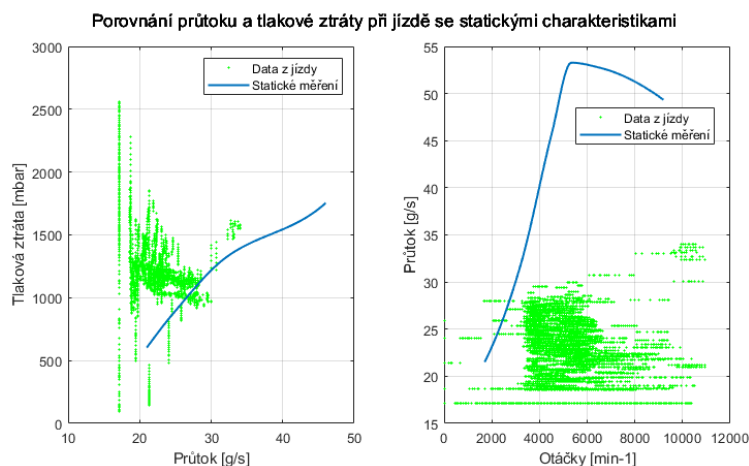 Porovnání průtoku a tlakové ztráty při jízdě se statickými charakteristikami
3000
2500
2000
1500
1000
500
0
Tlaková ztráta [mbar]
Data z jízdy
Statické měření
10 20 30 40 50
Průtok [g/s]
55
50
45
40
35
30
25
20
15
Průtok [g/s]
Data z jízdy
Statické měření
0 2000 4000 6000 8000 10000 12000
Otáčky [min-1]